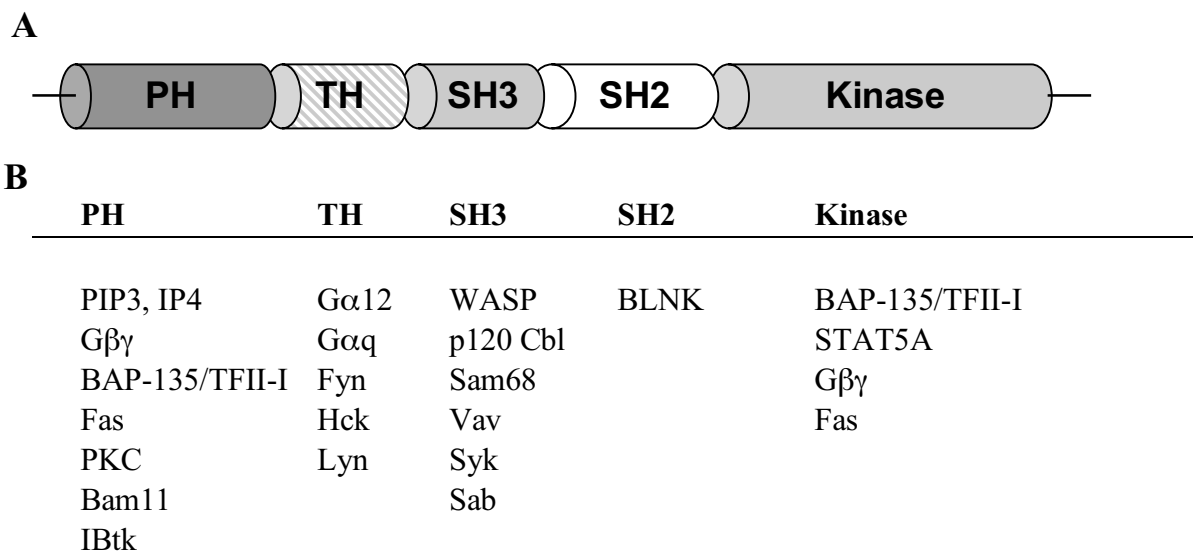 A
PH TH SH3 SH2 Kinase
B
PH TH SH3 SH2 Kinase
PIP3, IP4 Gα12 WASP BLNK BAP-135/TFII-I
Gβγ Gαq p120 Cbl STAT5A
BAP-135/TFII-I Fyn Sam68 Gβγ
Fas Hck Vav Fas
PKC Lyn Syk
Bam11 Sab
IBtk